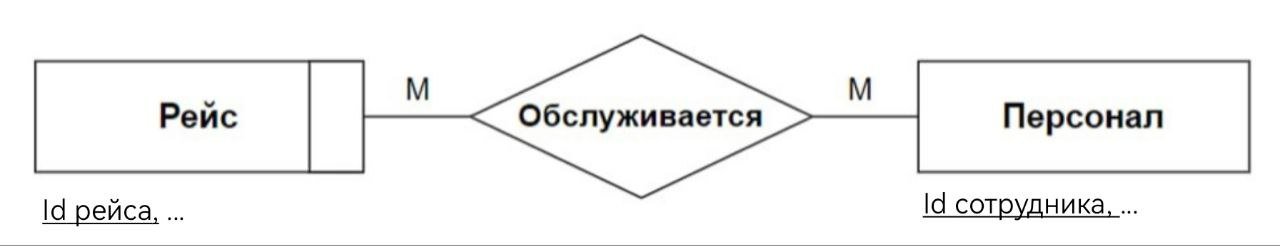 М М
Рейс Обслуживается Персонал
Id рейса, ... Id сотрудника, ...